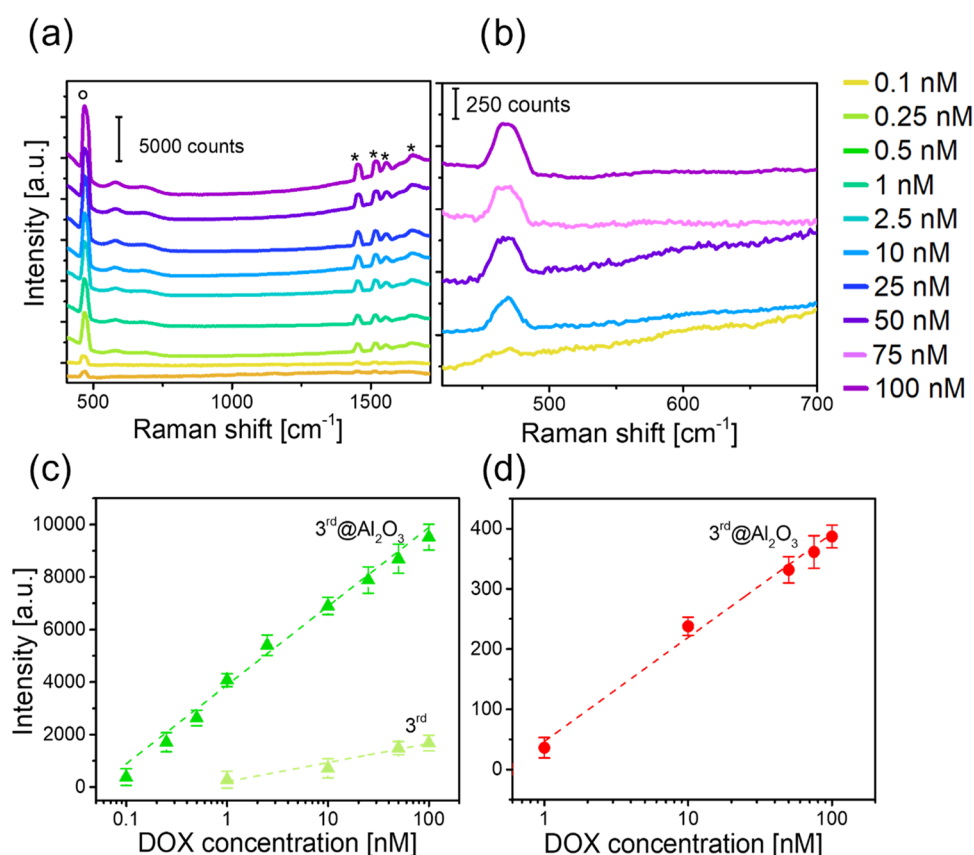 (a)
(b)
5000 counts
250 counts
* * * *
Intensity [a.u.]
500 1000 1500
500 600 700
Raman shift [cm⁻¹]
Raman shift [cm⁻¹]
0.1 nM
0.25 nM
0.5 nM
1 nM
2.5 nM
10 nM
25 nM
50 nM
75 nM
100 nM
(c)
(d)
3ʳᵈ@Al₂O₃
3ʳᵈ
10000
8000
6000
4000
2000
0
Intensity [a.u.]
0.1 1 10 100
DOX concentration [nM]
3ʳᵈ@Al₂O₃
400
300
200
100
0
1 10 100
DOX concentration [nM]